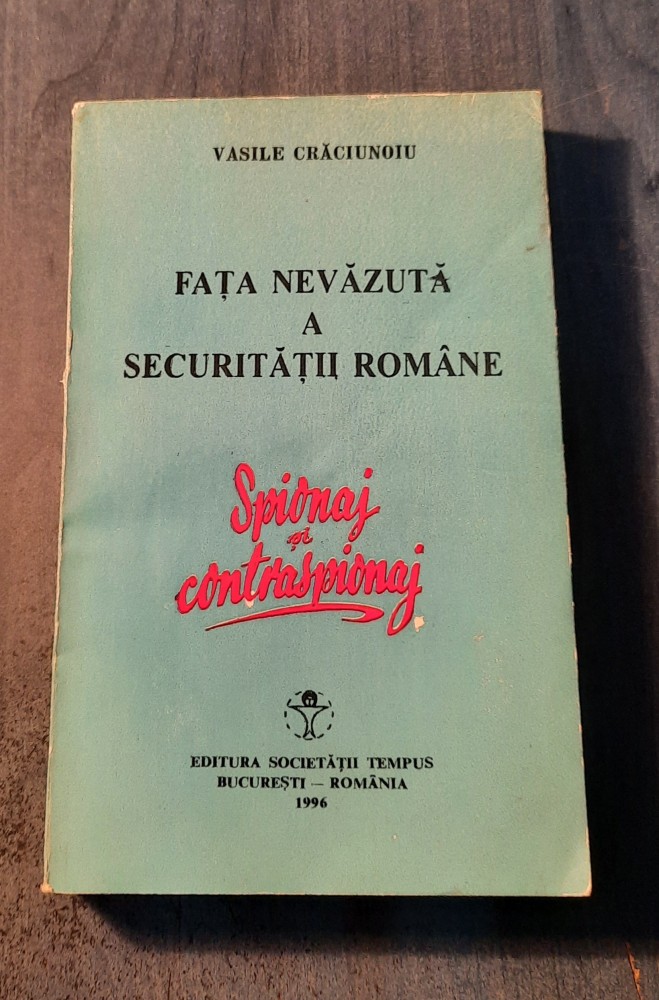 VASILE CRĂCIUNOIU
FAȚA NEVĂZUTĂ
A
SECURITĂȚII ROMÂNE
Spionaj
și
contraspionaj
EDITURA SOCIETĂȚII TEMPUS
BUCUREȘTI — ROMÂNIA
1996